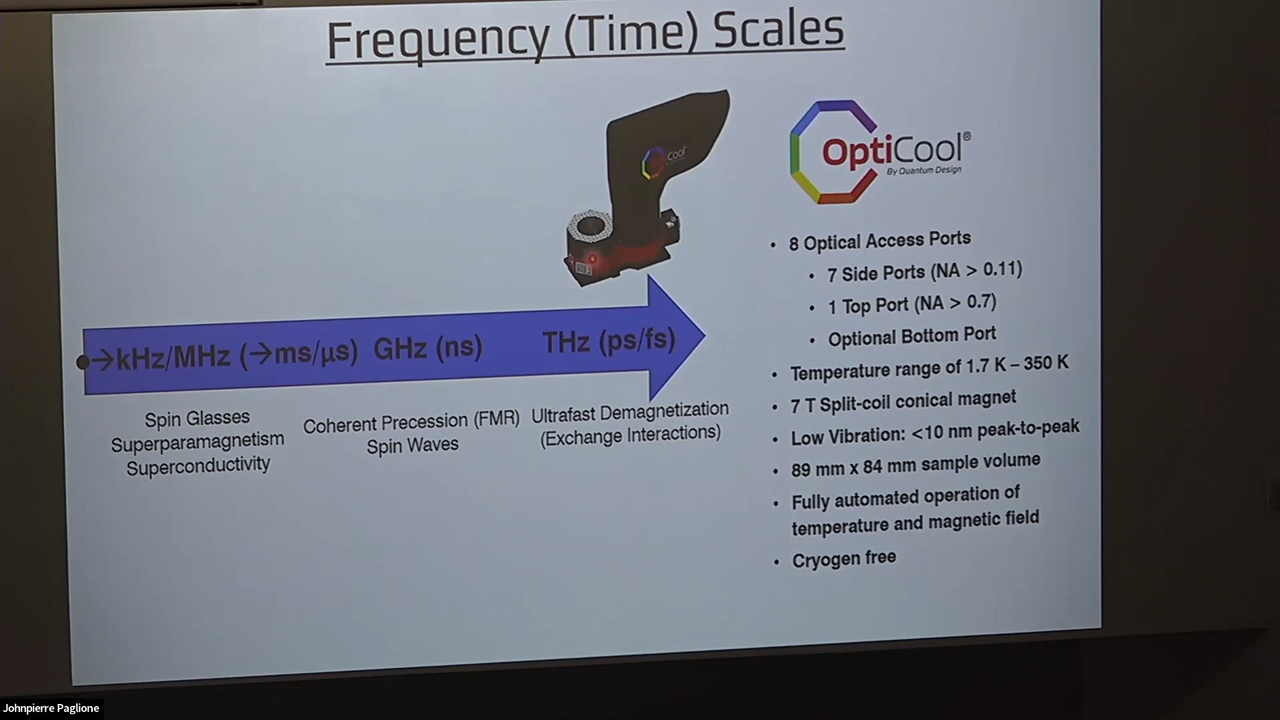 Frequency (Time) Scales
Cool
OptiCool®
By Quantum Design
• 8 Optical Access Ports
• 7 Side Ports (NA > 0.11)
• 1 Top Port (NA > 0.7)
• Optional Bottom Port
• Temperature range of 1.7 K – 350 K
• 7 T Split-coil conical magnet
• Low Vibration: <10 nm peak-to-peak
• 89 mm x 84 mm sample volume
• Fully automated operation of
temperature and magnetic field
• Cryogen free
→kHz/MHz (→ms/μs) GHz (ns) THz (ps/fs)
Spin Glasses
Superparamagnetism
Superconductivity
Coherent Precession (FMR)
Spin Waves
Ultrafast Demagnetization
(Exchange Interactions)
Johnpierre Paglione